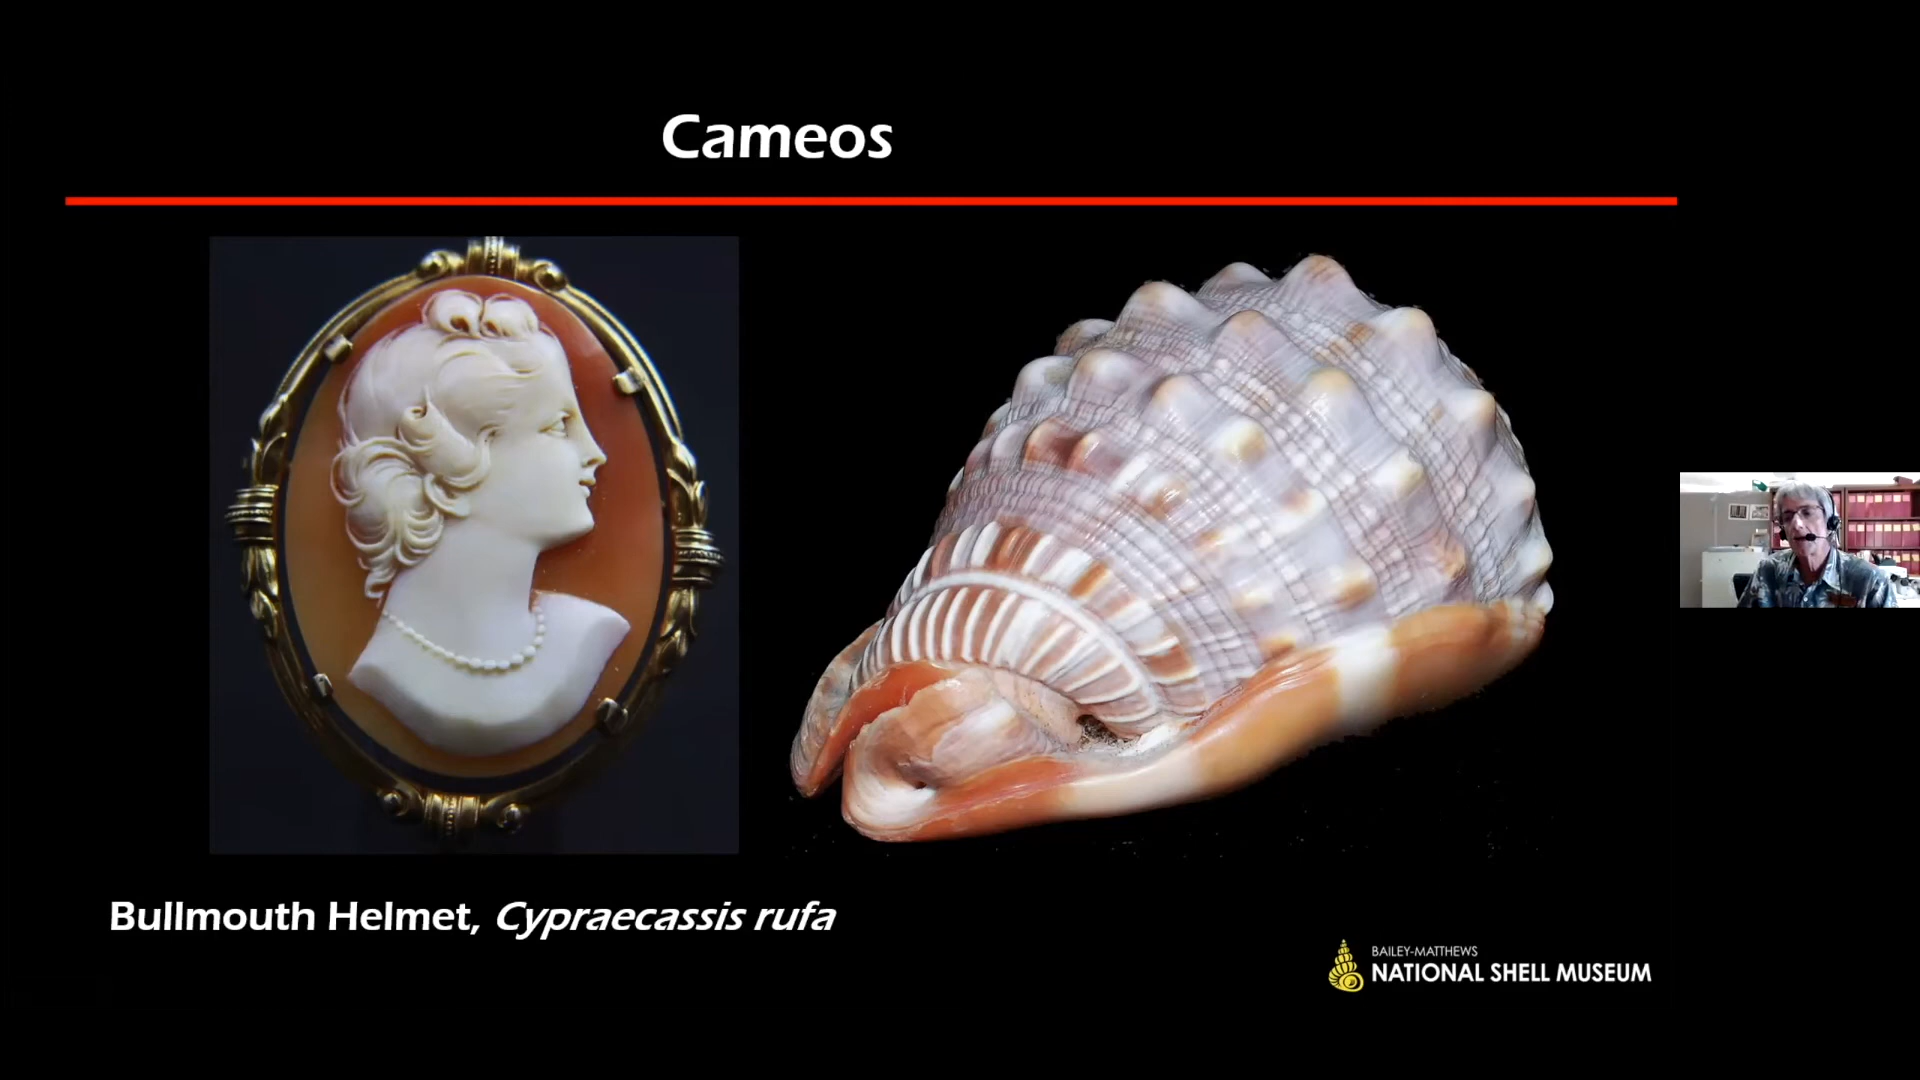 Cameos
Bullmouth Helmet, Cypraecassis rufa
BAILEY-MATTHEWS
NATIONAL SHELL MUSEUM